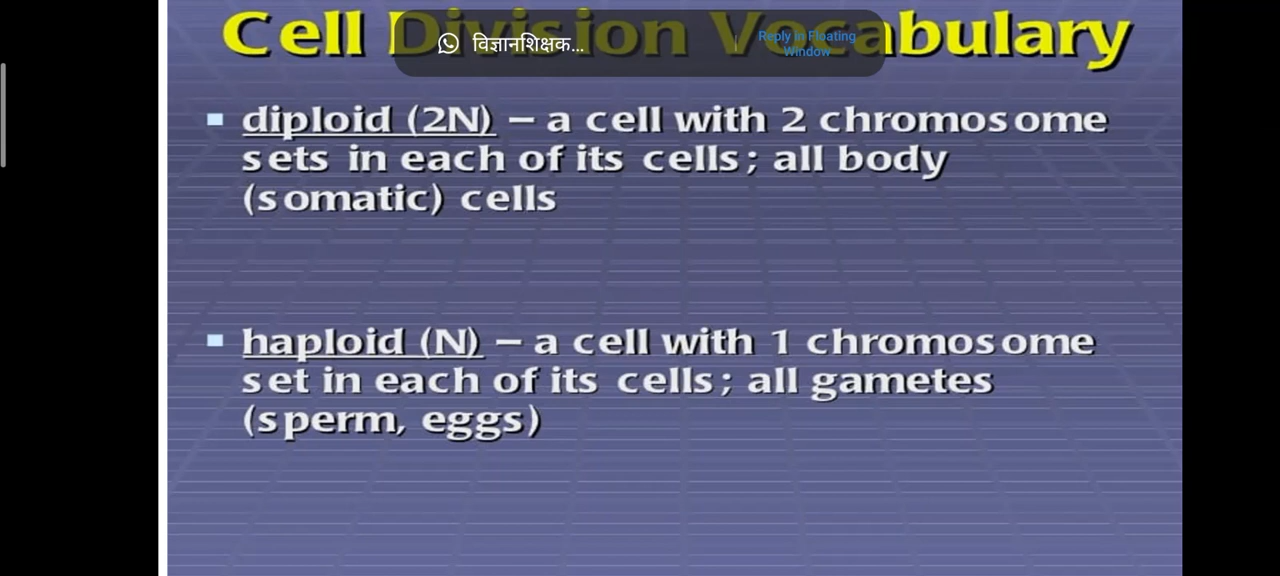 Cell Division Vocabulary
विज्ञानशिक्षक...
Reply in Floating
Window
diploid (2N) – a cell with 2 chromosome
sets in each of its cells; all body
(somatic) cells
haploid (N) – a cell with 1 chromosome
set in each of its cells; all gametes
(sperm, eggs)